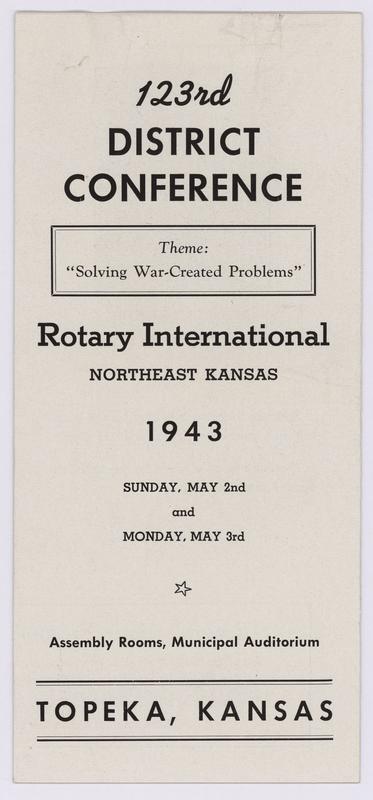 123rd
DISTRICT
CONFERENCE
Theme:
“Solving War-Created Problems”
Rotary International
NORTHEAST KANSAS
1943
SUNDAY, MAY 2nd
and
MONDAY, MAY 3rd
Assembly Rooms, Municipal Auditorium
TOPEKA, KANSAS